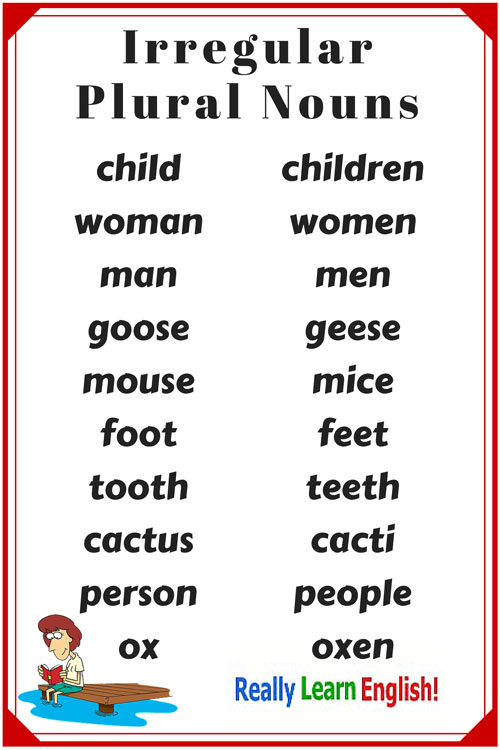 Irregular
Plural Nouns
child children
woman women
man men
goose geese
mouse mice
foot feet
tooth teeth
cactus cacti
person people
ox oxen
Really Learn English!